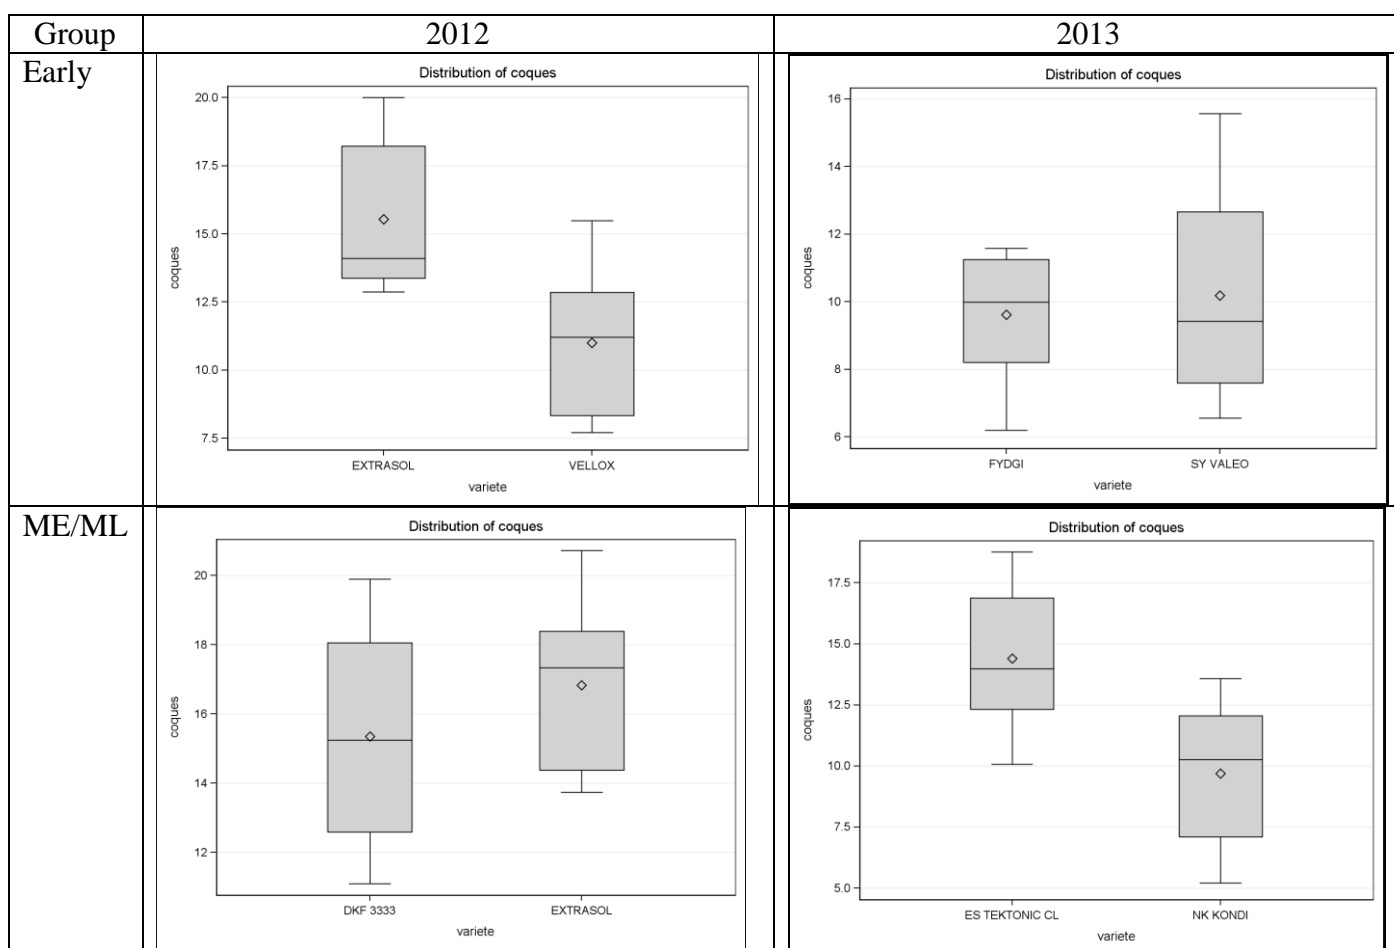 Group 2012 2013
Early
Distribution of coques
20.0
17.5
15.0
12.5
10.0
7.5
coques
EXTRASOL VELLOX
variete
Distribution of coques
16
14
12
10
8
6
coques
FYDGI SY VALEO
variete
ME/ML
Distribution of coques
20
18
16
14
12
coques
DKF 3333 EXTRASOL
variete
Distribution of coques
17.5
15.0
12.5
10.0
7.5
5.0
coques
ES TEKTONIC CL NK KONDI
variete